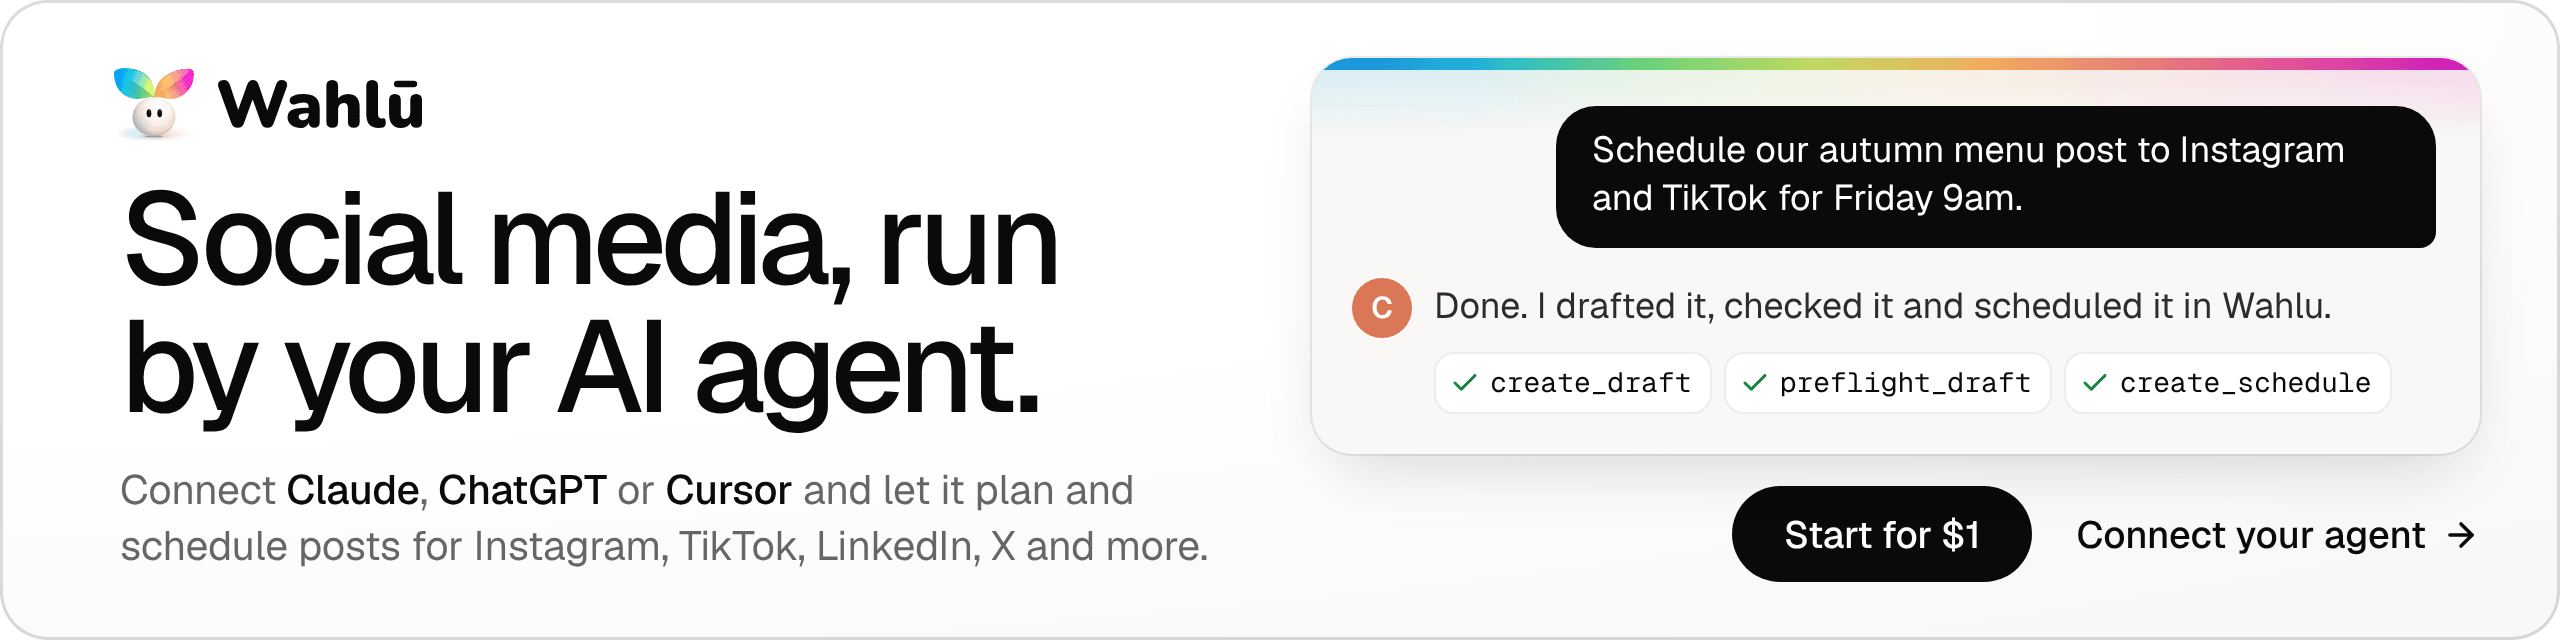 Wahlū
Social media, run
by your AI agent.
Connect Claude, ChatGPT or Cursor and let it plan and
schedule posts for Instagram, TikTok, LinkedIn, X and more.
Schedule our autumn menu post to Instagram
and TikTok for Friday 9am.
C
Done. I drafted it, checked it and scheduled it in Wahlu.
create_draft
preflight_draft
create_schedule
Start for $1
Connect your agent →